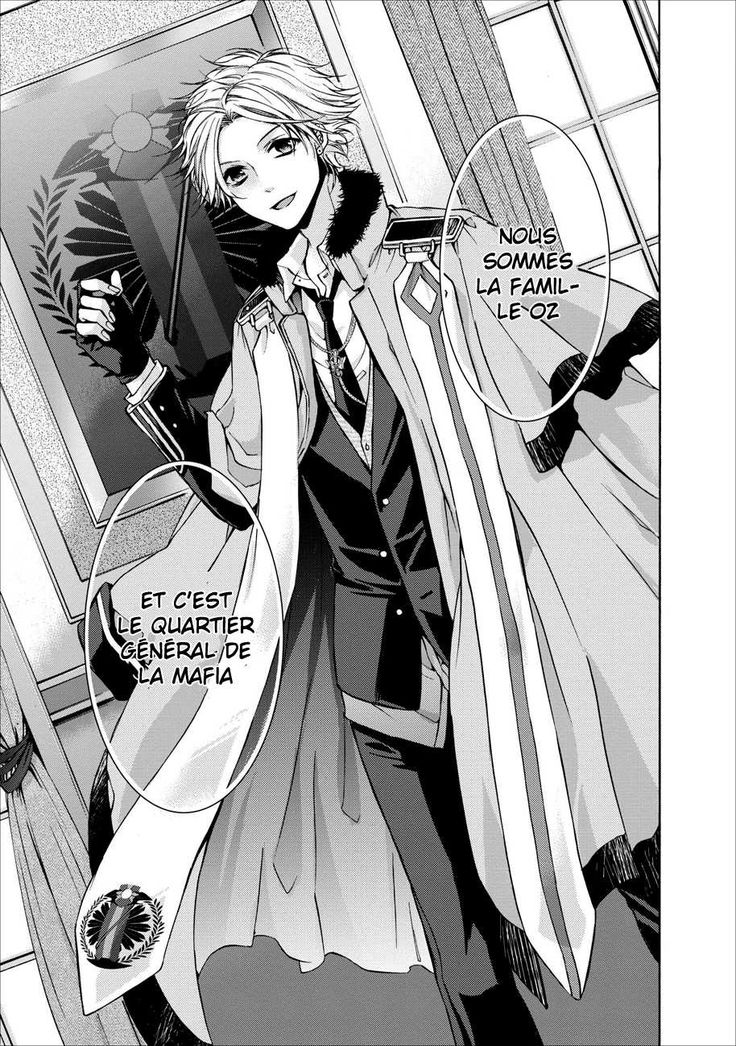 NOUS
SOMMES
LA FAMIL-
LE OZ
ET C'EST
LE QUARTIER
GÉNÉRAL DE
LA MAFIA